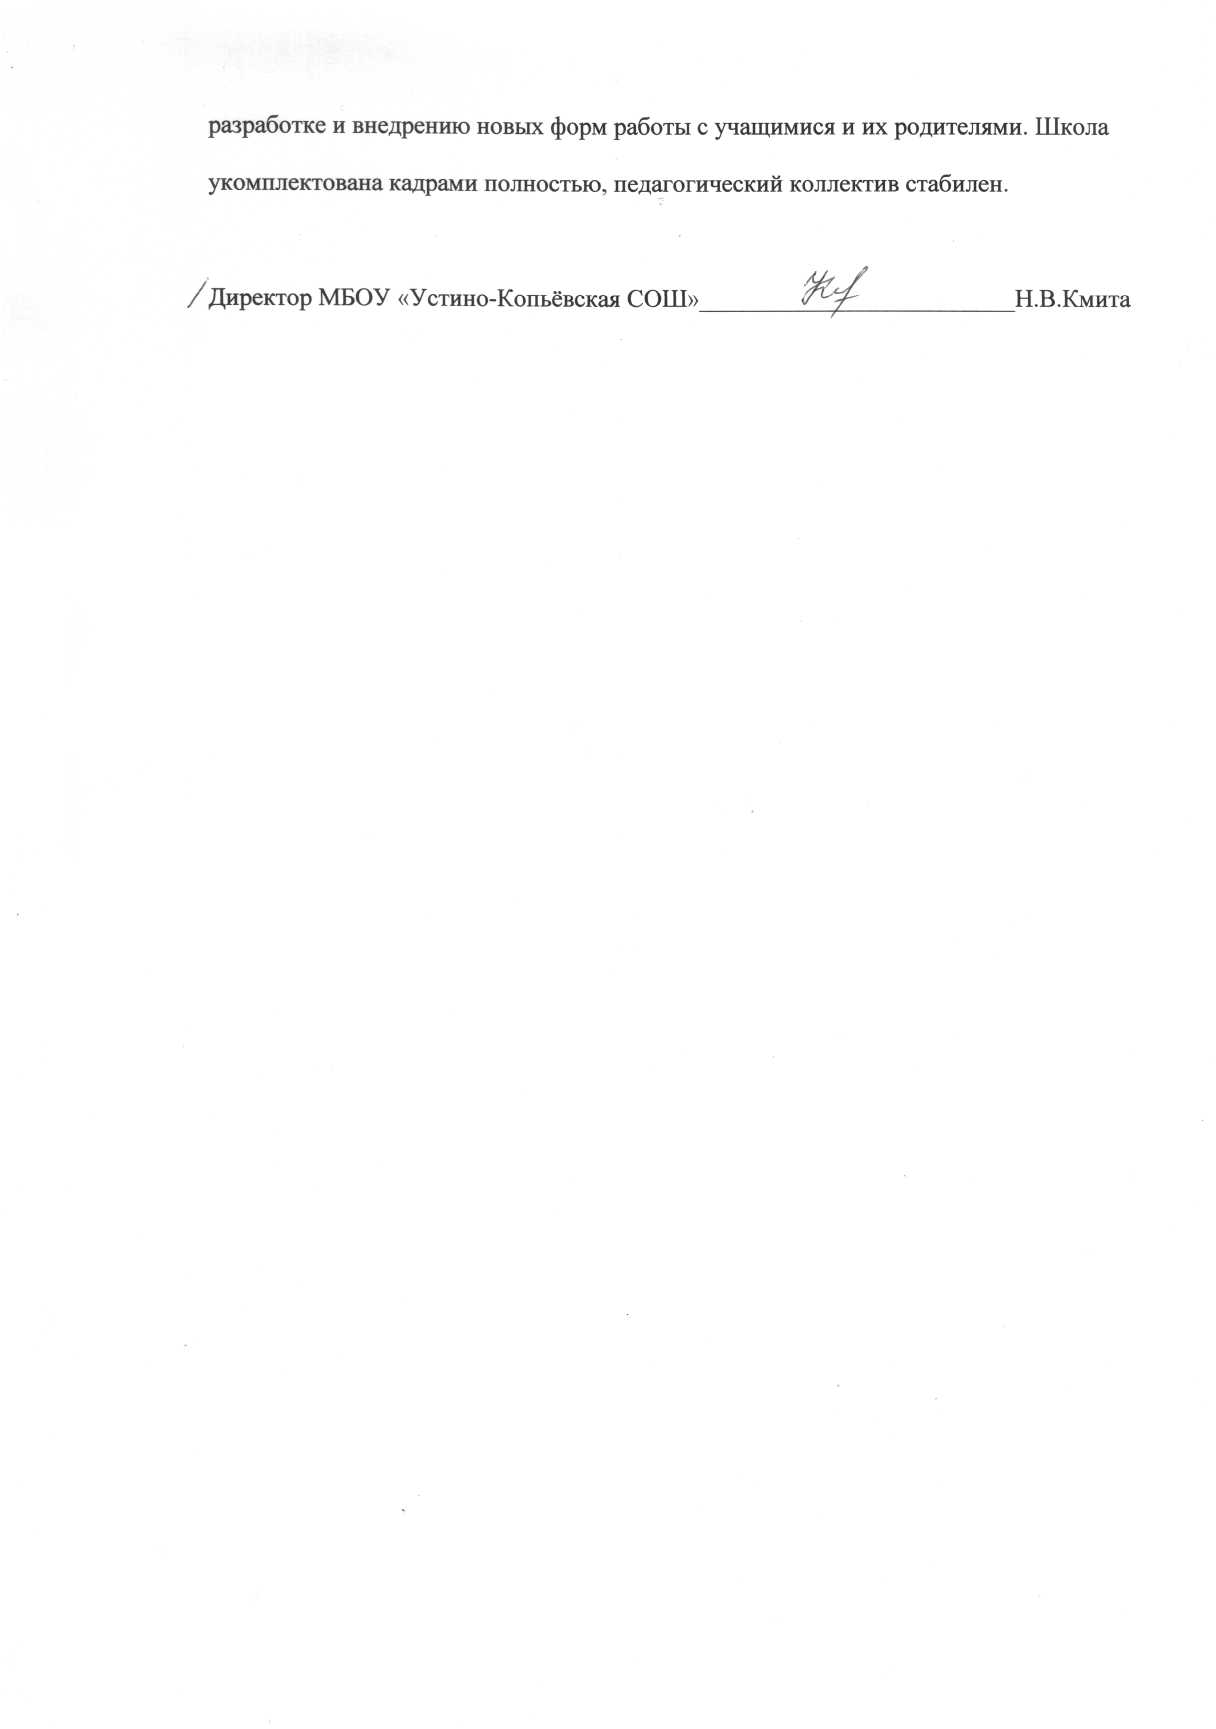 разработке и внедрению новых форм работы с учащимися и их родителями. Школа
укомплектована кадрами полностью, педагогический коллектив стабилен.
/Директор МБОУ «Устино-Копьёвская СОШ»__________________________Н.В.Кмита